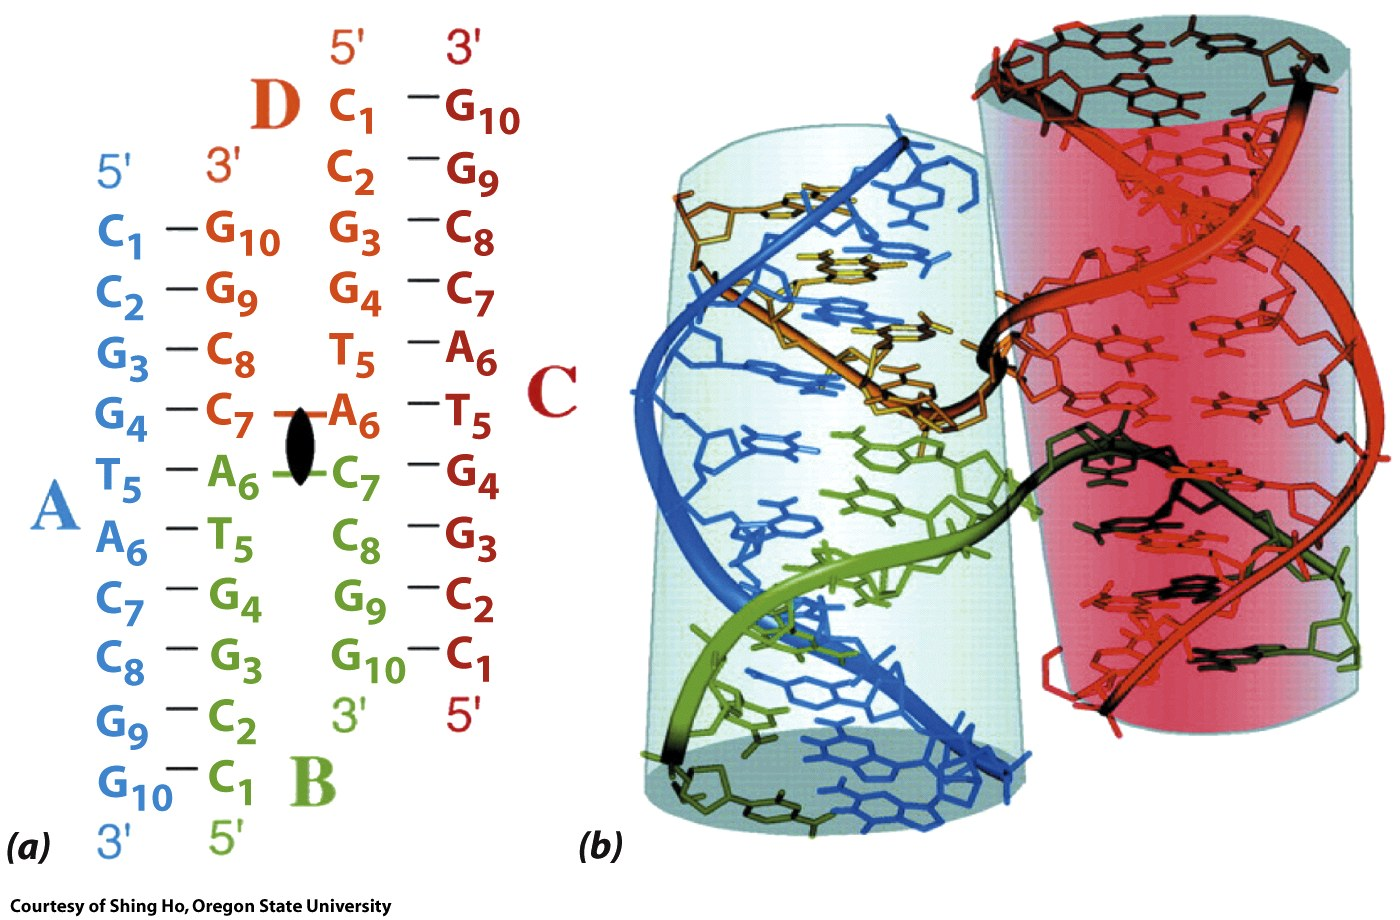 5' 3'
D C1 – G10
5' 3' C2 – G9
C1 – G10 G3 – C8
C2 – G9 G4 – C7
G3 – C8 T5 – A6
C
G4 – C7 – A6 – T5
T5 – A6 – C7 – G4
A
A6 – T5 C8 – G3
C7 – G4 G9 – C2
C8 – G3 G10 – C1
G9 – C2 3' 5'
G10 – C1 B
3' 5'
(a) (b)
Courtesy of Shing Ho, Oregon State University